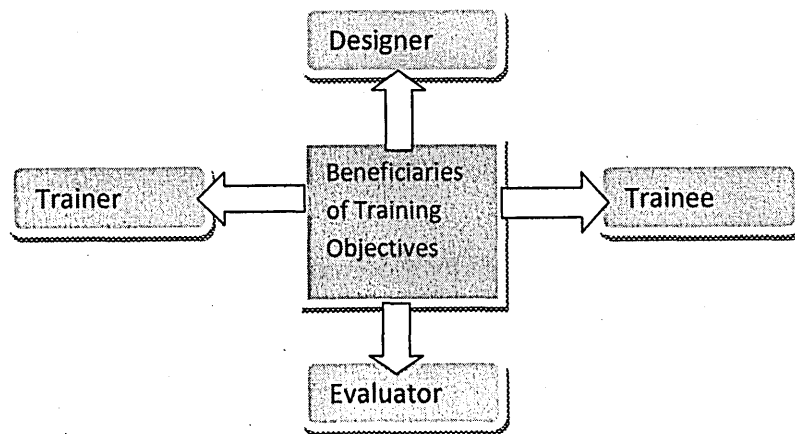 Designer
Trainer
Beneficiaries
of Training
Objectives
Trainee
Evaluator